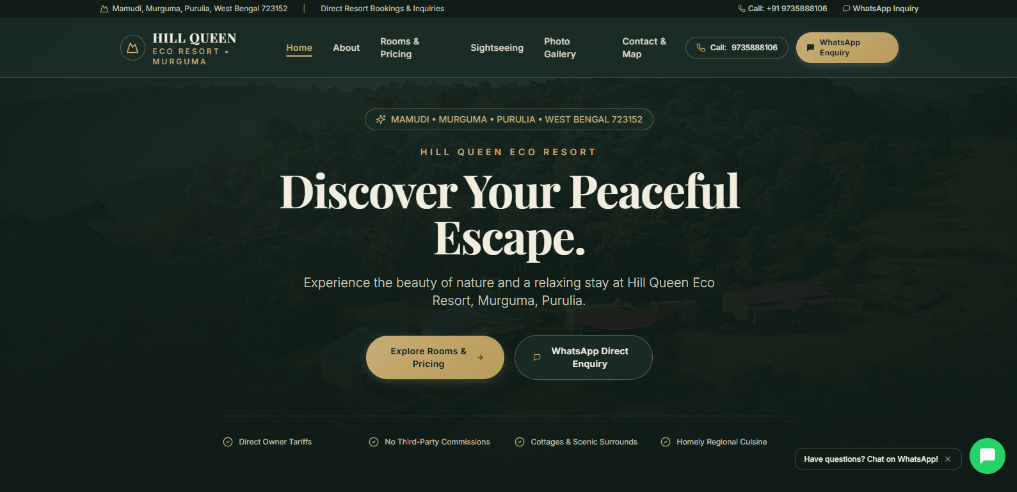 Mamudi, Murguma, Purulia, West Bengal 723152 | Direct Resort Bookings & Inquiries
Call: +91 9735888106
WhatsApp Inquiry
HILL QUEEN
ECO RESORT •
MURGUMA
Home
About
Rooms &
Pricing
Sightseeing
Photo
Gallery
Contact &
Map
Call: 9735888106
WhatsApp
Enquiry
MAMUDI • MURGUMA • PURULIA • WEST BENGAL 723152
HILL QUEEN ECO RESORT
Discover Your Peaceful
Escape.
Experience the beauty of nature and a relaxing stay at Hill Queen Eco
Resort, Murguma, Purulia.
Explore Rooms &
Pricing
WhatsApp Direct
Enquiry
Direct Owner Tariffs
No Third-Party Commissions
Cottages & Scenic Surrounds
Homely Regional Cuisine
Have questions? Chat on WhatsApp!